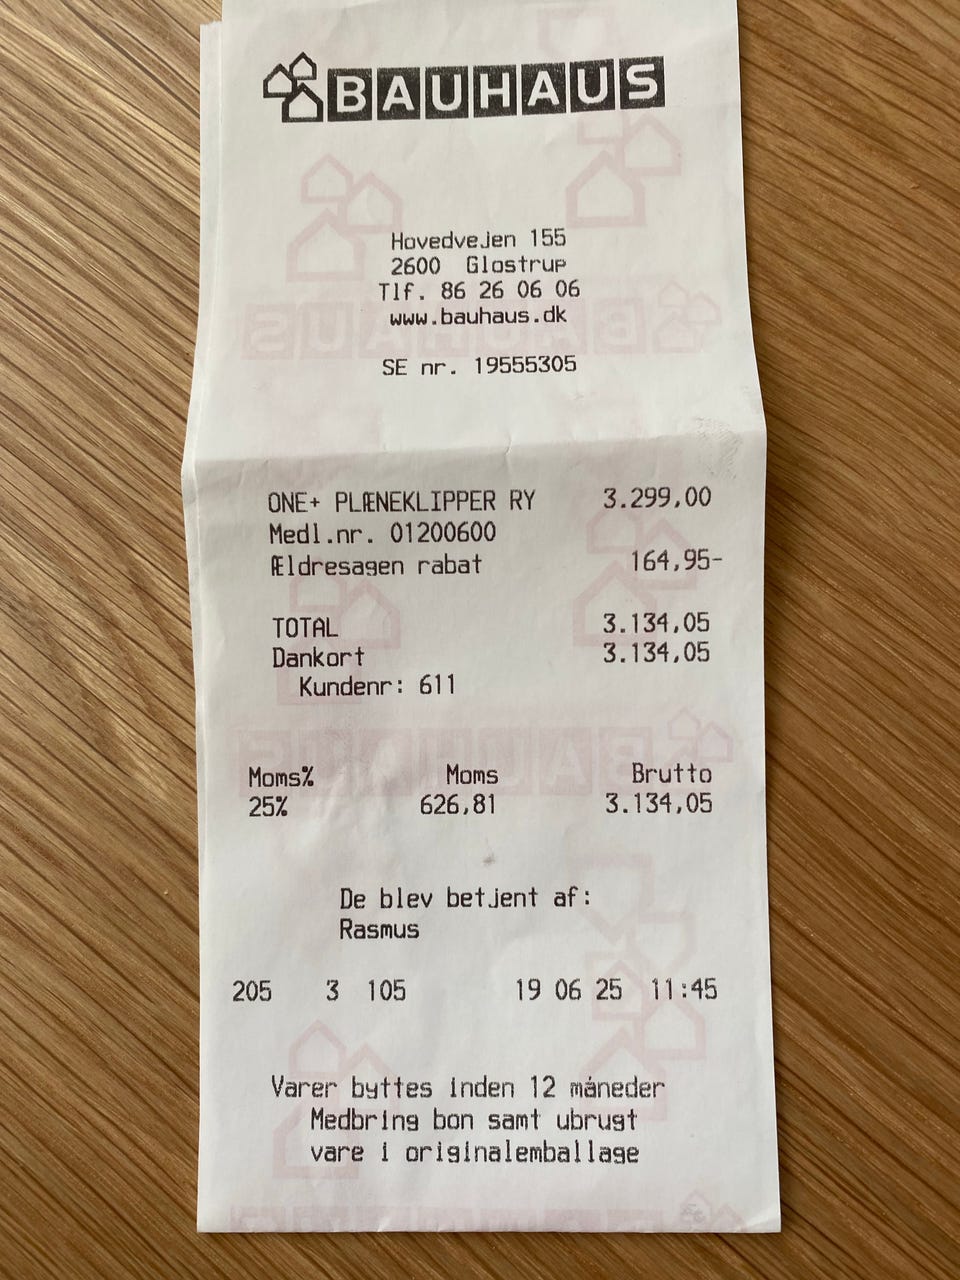 BAUHAUS
Hovedvejen 155
2600 Glostrup
Tlf. 86 26 06 06
www.bauhaus.dk
SE nr. 19555305
ONE+ PLÆNEKLIPPER RY 3.299,00
Medl.nr. 01200600
Ældresagen rabat 164,95-
TOTAL 3.134,05
Dankort 3.134,05
Kundenr: 611
Moms% Moms Brutto
25% 626,81 3.134,05
De blev betjent af:
Rasmus
205 3 105 19 06 25 11:45
Varer byttes inden 12 måneder
Medbring bon samt ubrugt
vare i originalemballage